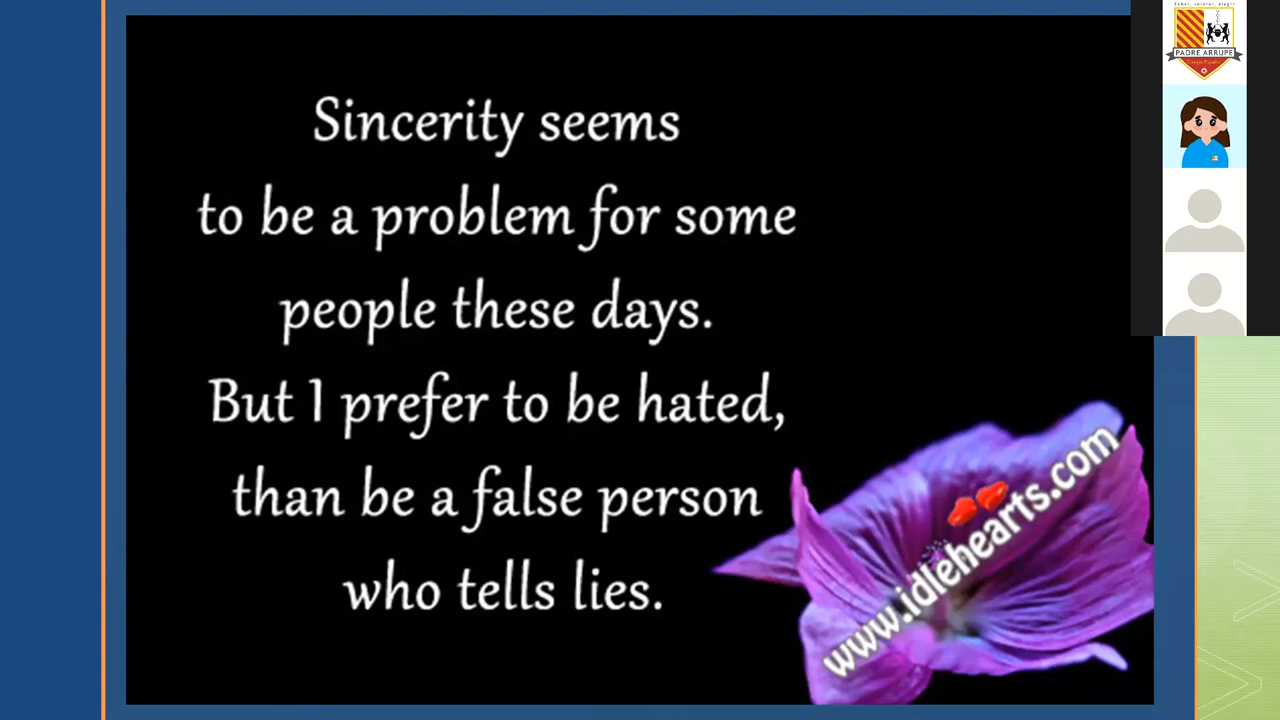 Sincerity seems
to be a problem for some
people these days.
But I prefer to be hated,
than be a false person
who tells lies.
www.idlehearts.com
PADRE ARRUPE